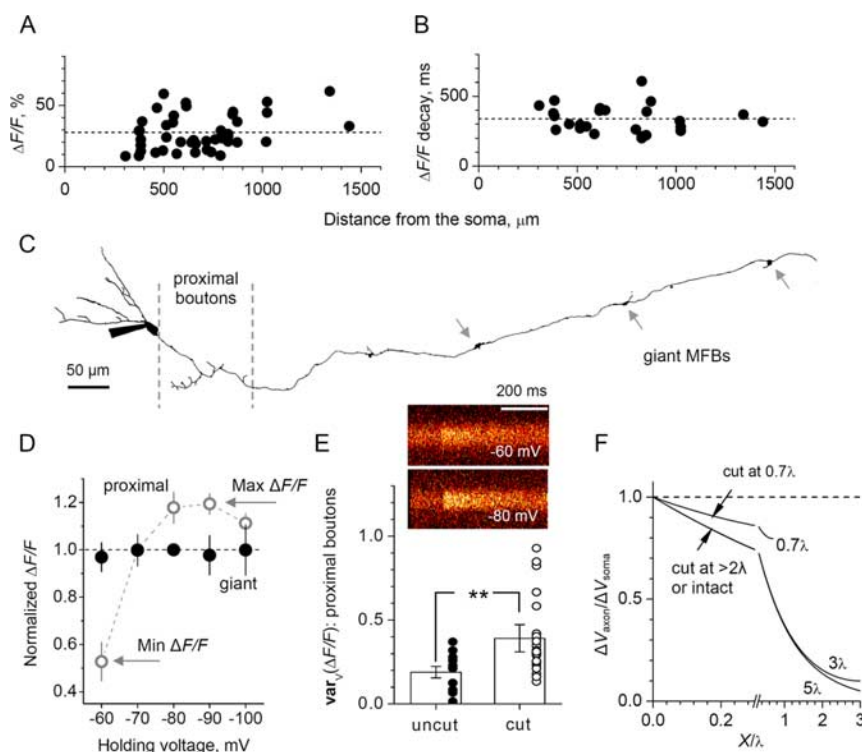 A
ΔF/F, %
50
0
0 500 1000 1500
B
ΔF/F decay, ms
500
0
0 500 1000 1500
Distance from the soma, μm
C
proximal
boutons
50 μm
giant MFBs
D
Normalized ΔF/F
1.2
1.0
0.8
0.6
0.4
proximal
Max ΔF/F
giant
Min ΔF/F
-60 -70 -80 -90 -100
Holding voltage, mV
E
200 ms
-60 mV
-80 mV
varᵥ(ΔF/F): proximal boutons
1.0
0.5
0.0
**
uncut cut
F
ΔVaxon/ΔVsoma
1.0
0.5
0.0
cut at 0.7λ
0.7λ
cut at >2λ
or intact
3λ
5λ
0.0 0.2 1 2 3
X/λ